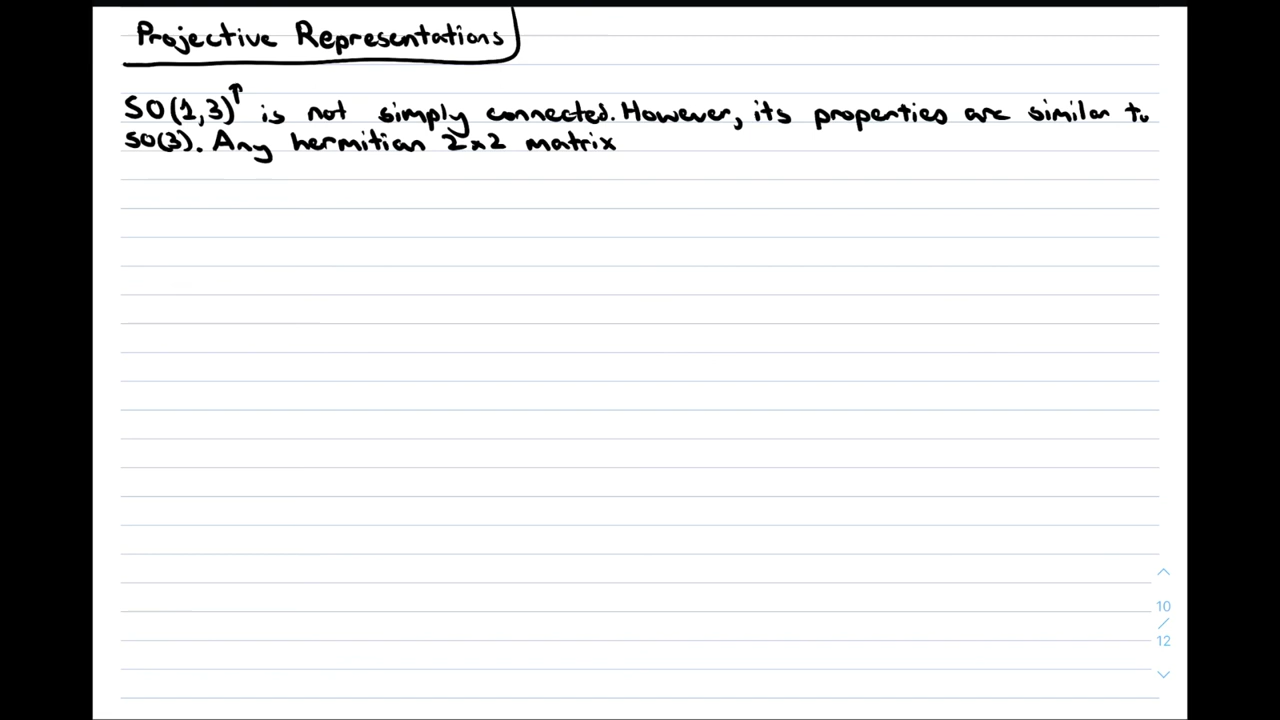 Projective Representations
SO(1,3)↑ is not simply connected. However, its properties are similar to
SO(3). Any hermitian 2x2 matrix
10
/
12